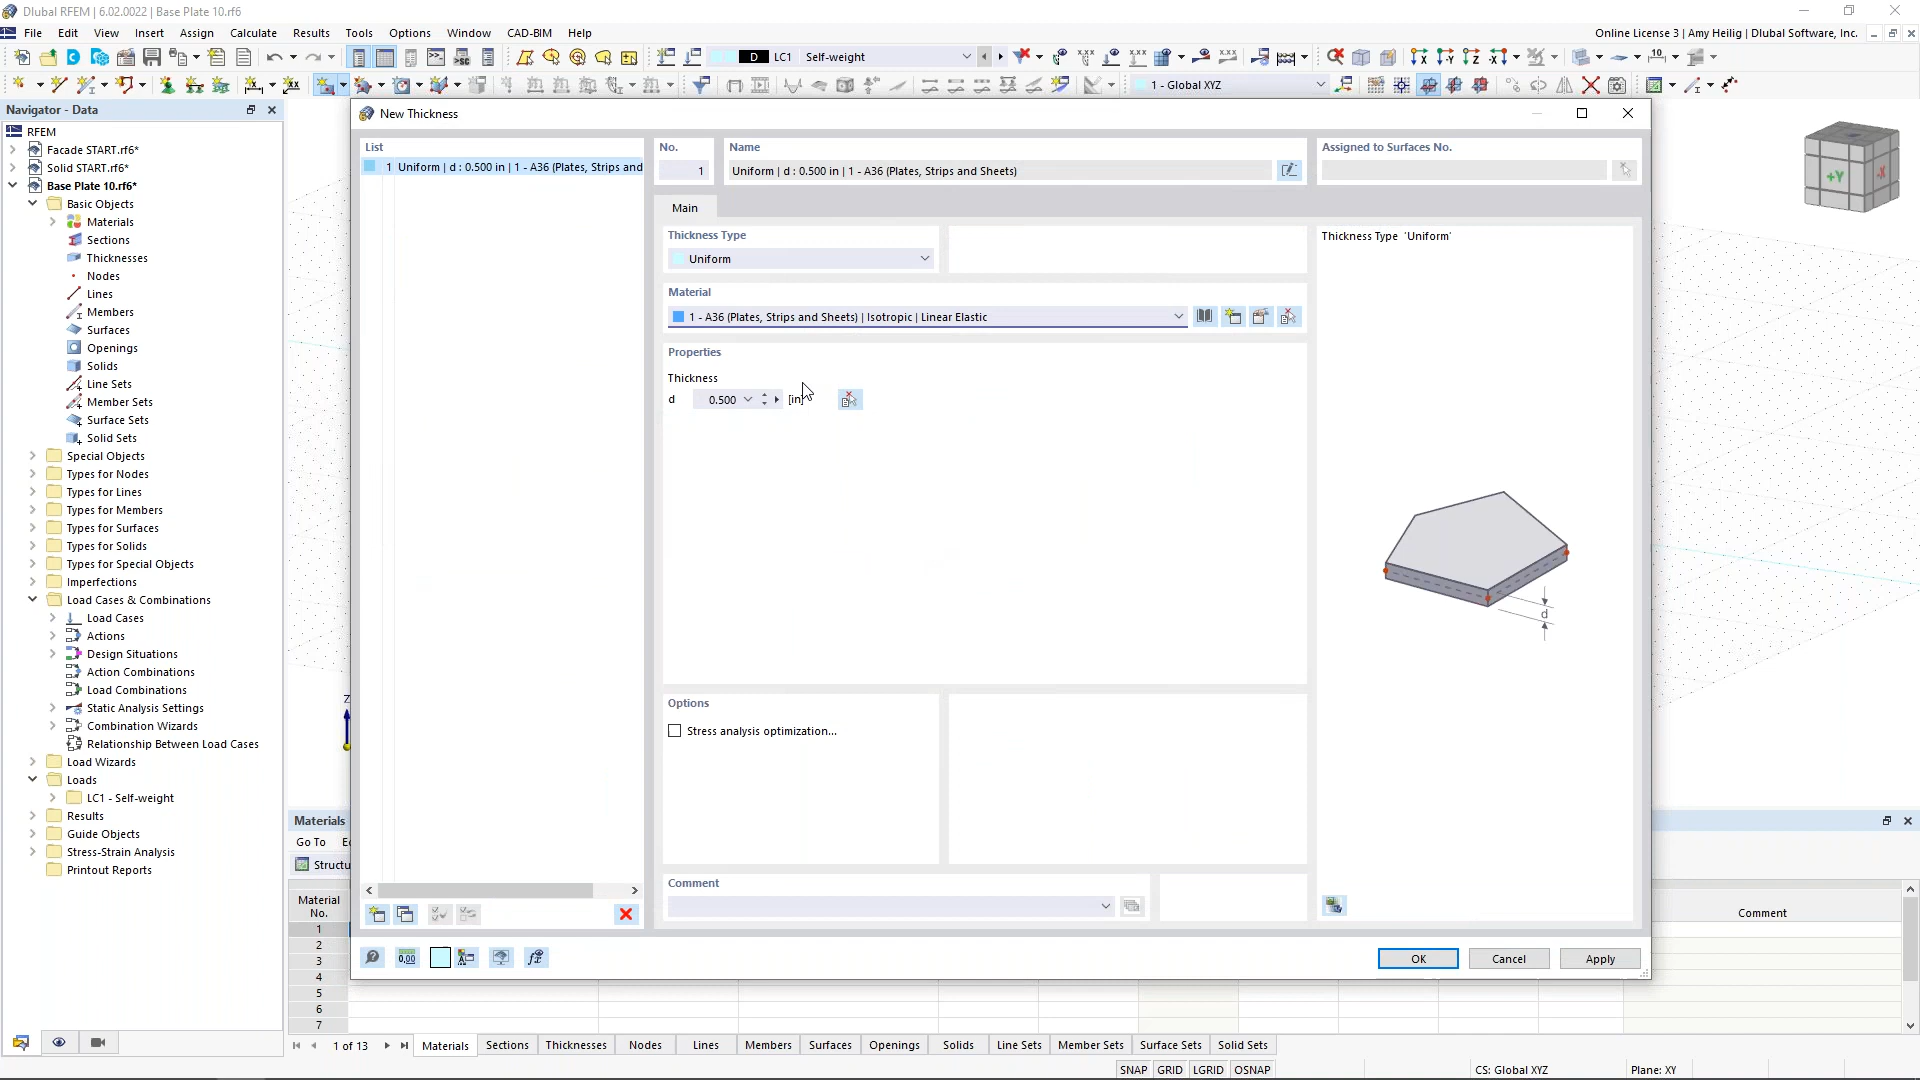 Dlubal RFEM | 6.02.0022 | Base Plate 10.rf6
File Edit View Insert Assign Calculate Results Tools Options Window CAD-BIM Help
Online License 3 | Amy Heilig | Dlubal Software, Inc.
D LC1 Self-weight
1 - Global XYZ
Navigator - Data
RFEM
Facade START.rf6*
Solid START.rf6*
Base Plate 10.rf6*
Basic Objects
Materials
Sections
Thicknesses
Nodes
Lines
Members
Surfaces
Openings
Solids
Line Sets
Member Sets
Surface Sets
Solid Sets
Special Objects
Types for Nodes
Types for Lines
Types for Members
Types for Surfaces
Types for Solids
Types for Special Objects
Imperfections
Load Cases & Combinations
Load Cases
Actions
Design Situations
Action Combinations
Load Combinations
Static Analysis Settings
Combination Wizards
Relationship Between Load Cases
Load Wizards
Loads
LC1 - Self-weight
Results
Guide Objects
Stress-Strain Analysis
Printout Reports
New Thickness
List
1 Uniform | d : 0.500 in | 1 - A36 (Plates, Strips and
No.
1
Name
Uniform | d : 0.500 in | 1 - A36 (Plates, Strips and Sheets)
Assigned to Surfaces No.
Main
Thickness Type
Uniform
Material
1 - A36 (Plates, Strips and Sheets) | Isotropic | Linear Elastic
Properties
Thickness
d 0.500 [in]
Options
Stress analysis optimization...
Comment
Thickness Type 'Uniform'
d
OK Cancel Apply
+Y -X
Z
Materials
Go To
Structu
Material
No.
Comment
1
2
3
4
5
6
7
1 of 13 Materials Sections Thicknesses Nodes Lines Members Surfaces Openings Solids Line Sets Member Sets Surface Sets Solid Sets
SNAP GRID LGRID OSNAP CS: Global XYZ Plane: XY